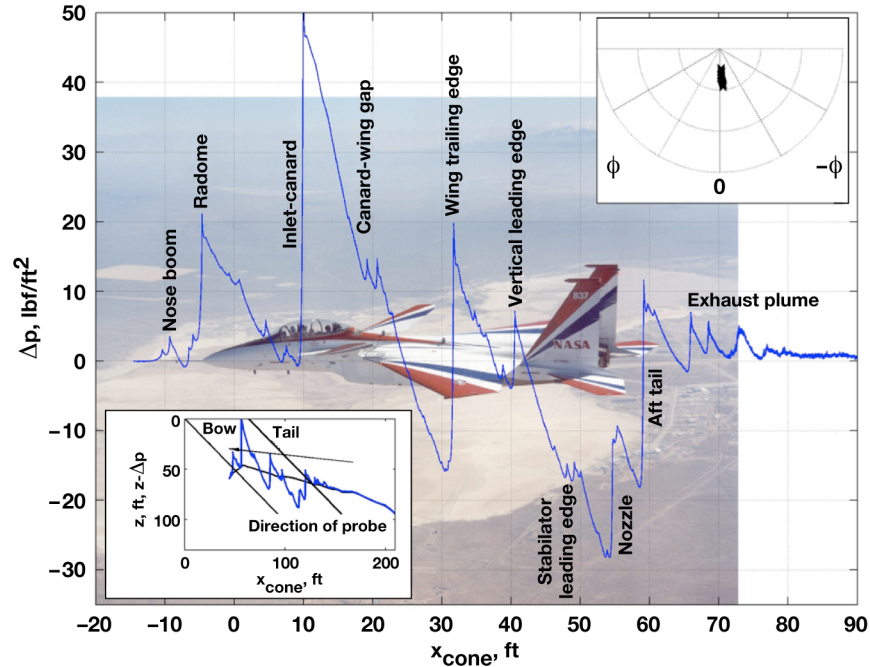 50
40
30
20
10
0
−10
−20
−30
Δp, lbf/ft2
−20
−10
0
10
20
30
40
50
60
70
80
90
xcone, ft
Nose boom
Radome
Inlet-canard
Canard-wing gap
Wing trailing edge
Vertical leading edge
Stabilator
leading edge
Nozzle
Aft tail
Exhaust plume
837
NASA
ϕ
0
−ϕ
0
50
100
z, ft, z-Δp
Bow
Tail
Direction of probe
0
100
200
xcone, ft